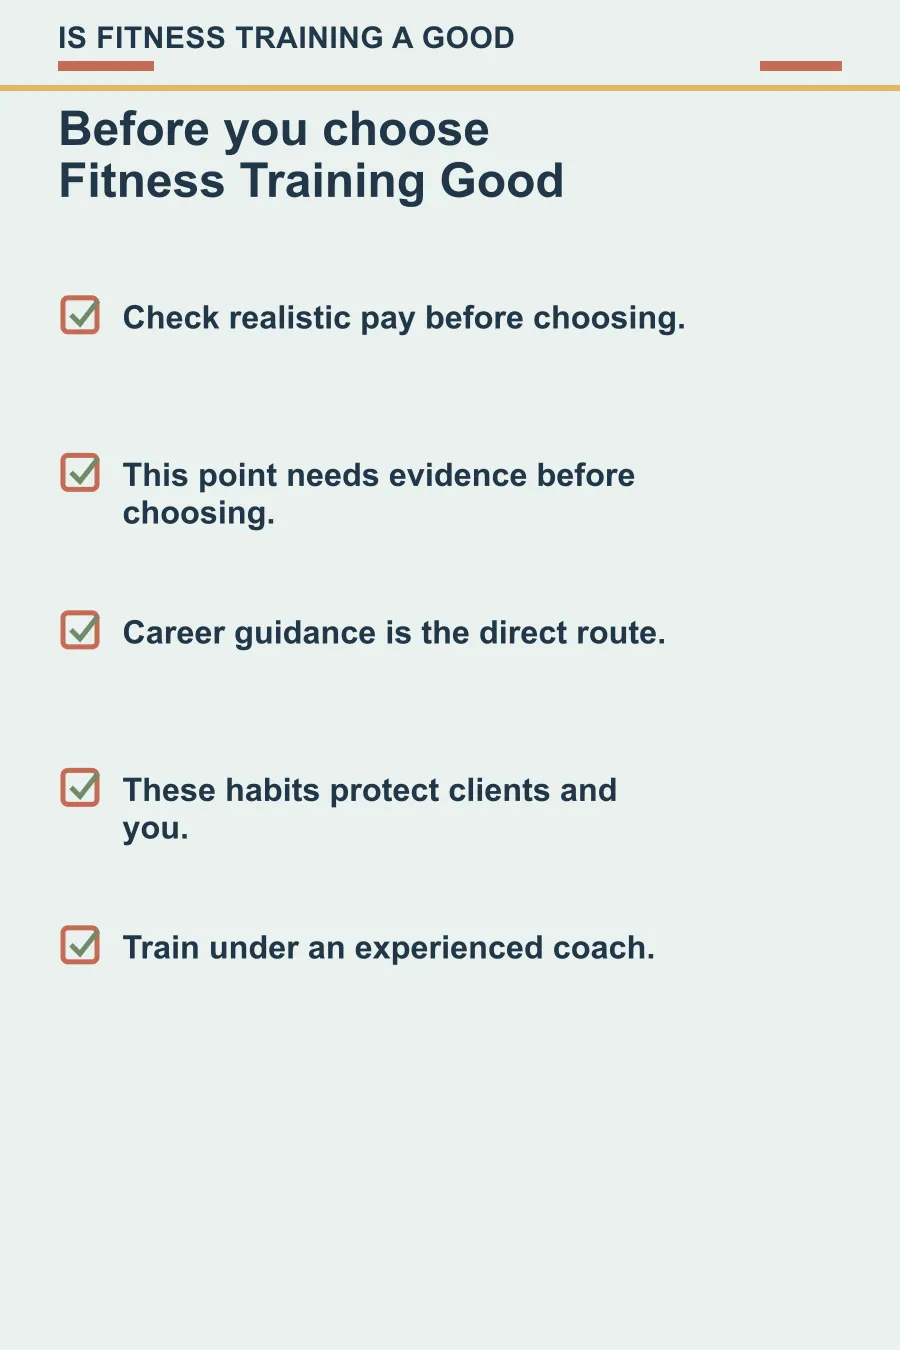 IS FITNESS TRAINING A GOOD
Before you choose
Fitness Training Good
Check realistic pay before choosing.
This point needs evidence before
choosing.
Career guidance is the direct route.
These habits protect clients and
you.
Train under an experienced coach.